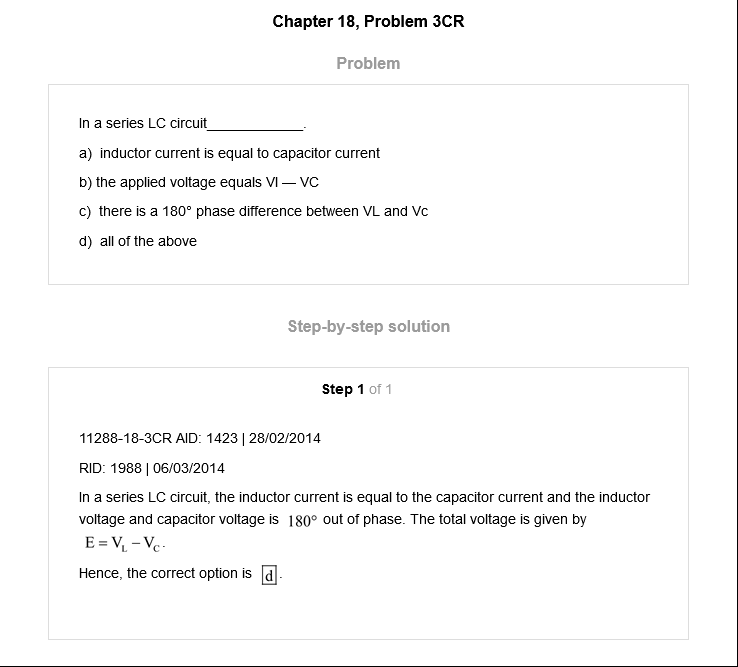 Chapter 18, Problem 3CR
Problem
In a series LC circuit_____________.
a)  inductor current is equal to capacitor current
b) the applied voltage equals VI — VC
c)  there is a 180° phase difference between VL and Vc
d)  all of the above
Step-by-step solution
Step 1 of 1
11288-18-3CR AID: 1423 | 28/02/2014
RID: 1988 | 06/03/2014
In a series LC circuit, the inductor current is equal to the capacitor current and the inductor
voltage and capacitor voltage is 180° out of phase. The total voltage is given by
E = VL − VC.
Hence, the correct option is d.